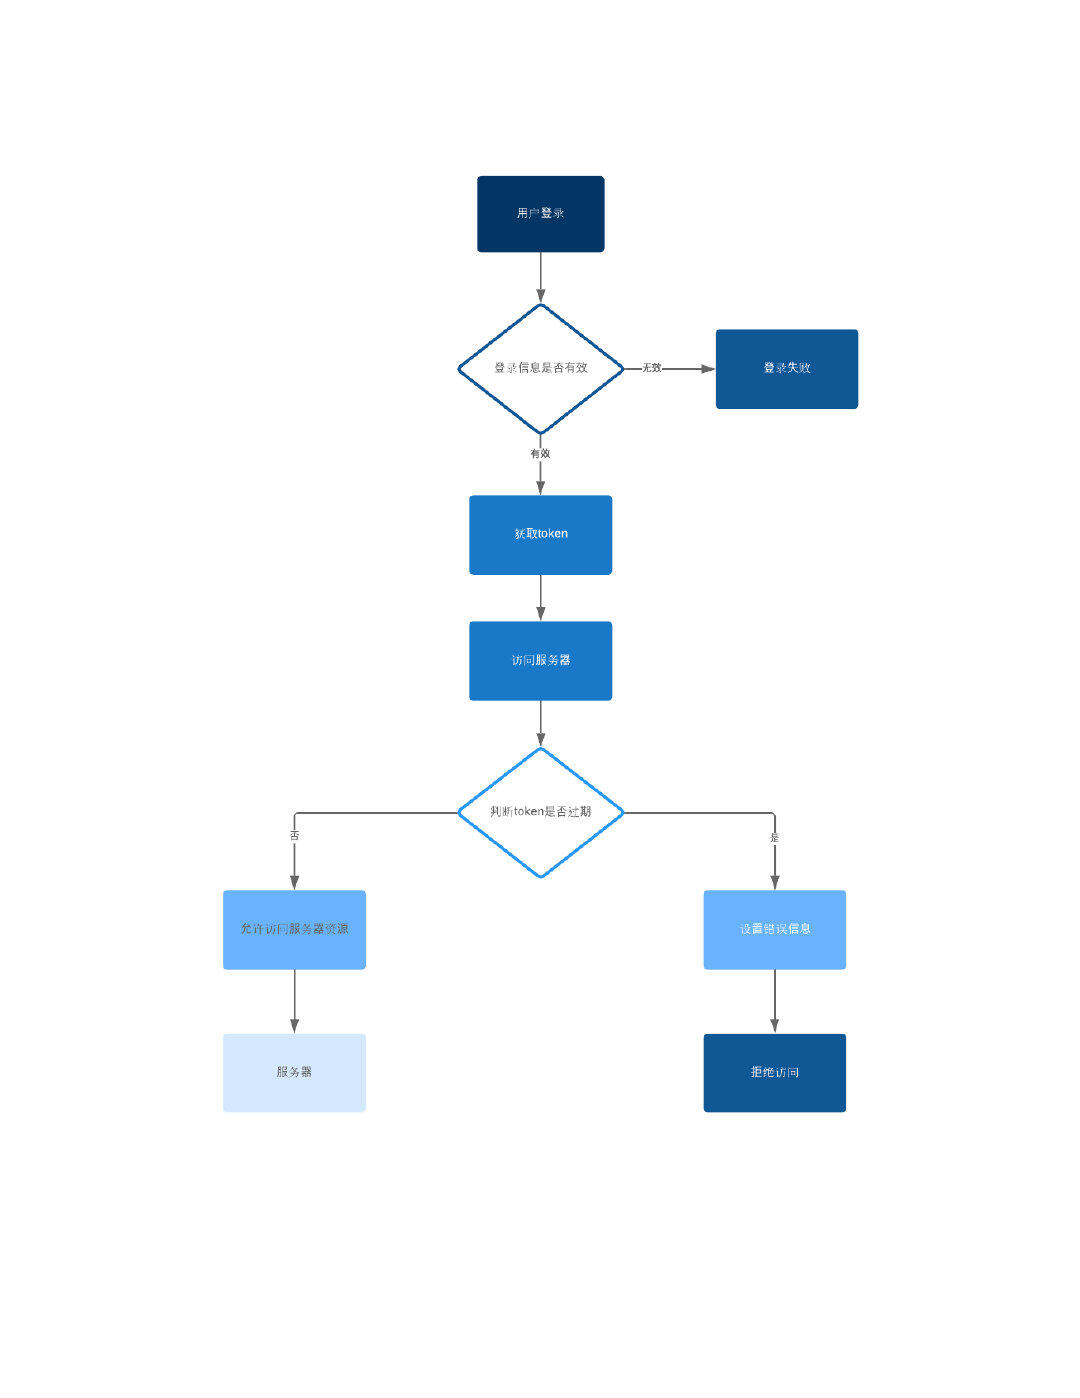 用户登录
登录信息是否有效
无效
登录失败
有效
获取token
访问服务器
判断token是否过期
否
是
允许访问服务器资源
设置错误信息
服务器
拒绝访问